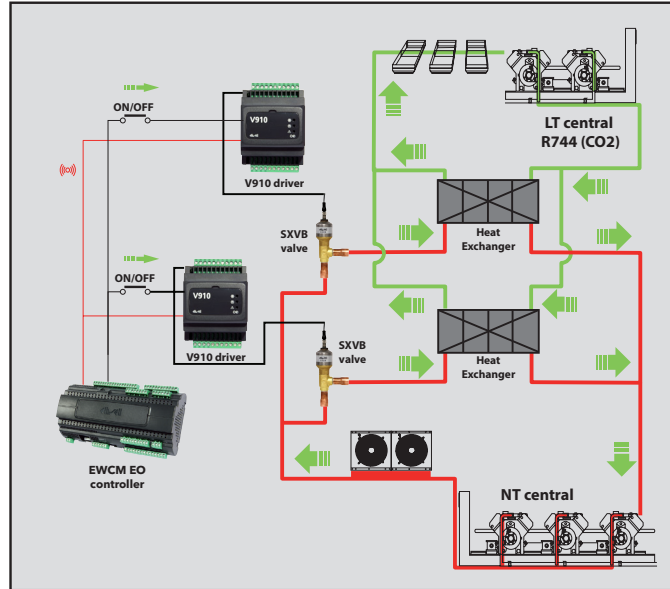 ON/OFF
V910
V910 driver
LT central
R744 (CO2)
SXVB
valve
Heat
Exchanger
ON/OFF
V910
V910 driver
SXVB
valve
Heat
Exchanger
EWCM EO
controller
NT central